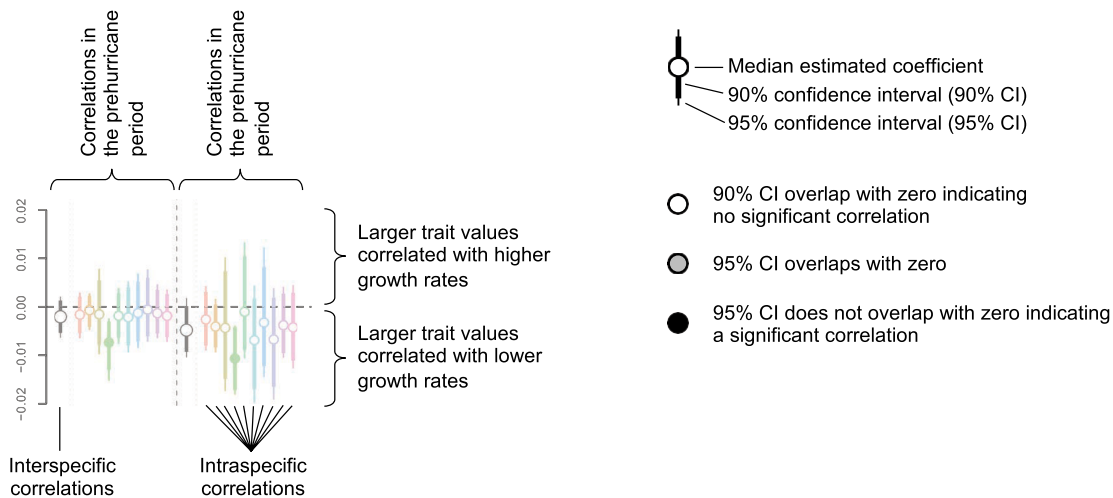 Correlations in
the prehurricane
period
Correlations in
the prehurricane
period
0.02
0.01
0.00
−0.01
−0.02
Larger trait values
correlated with higher
growth rates
Larger trait values
correlated with lower
growth rates
Interspecific
correlations
Intraspecific
correlations
Median estimated coefficient
90% confidence interval (90% CI)
95% confidence interval (95% CI)
90% CI overlap with zero indicating
no significant correlation
95% CI overlaps with zero
95% CI does not overlap with zero indicating
a significant correlation